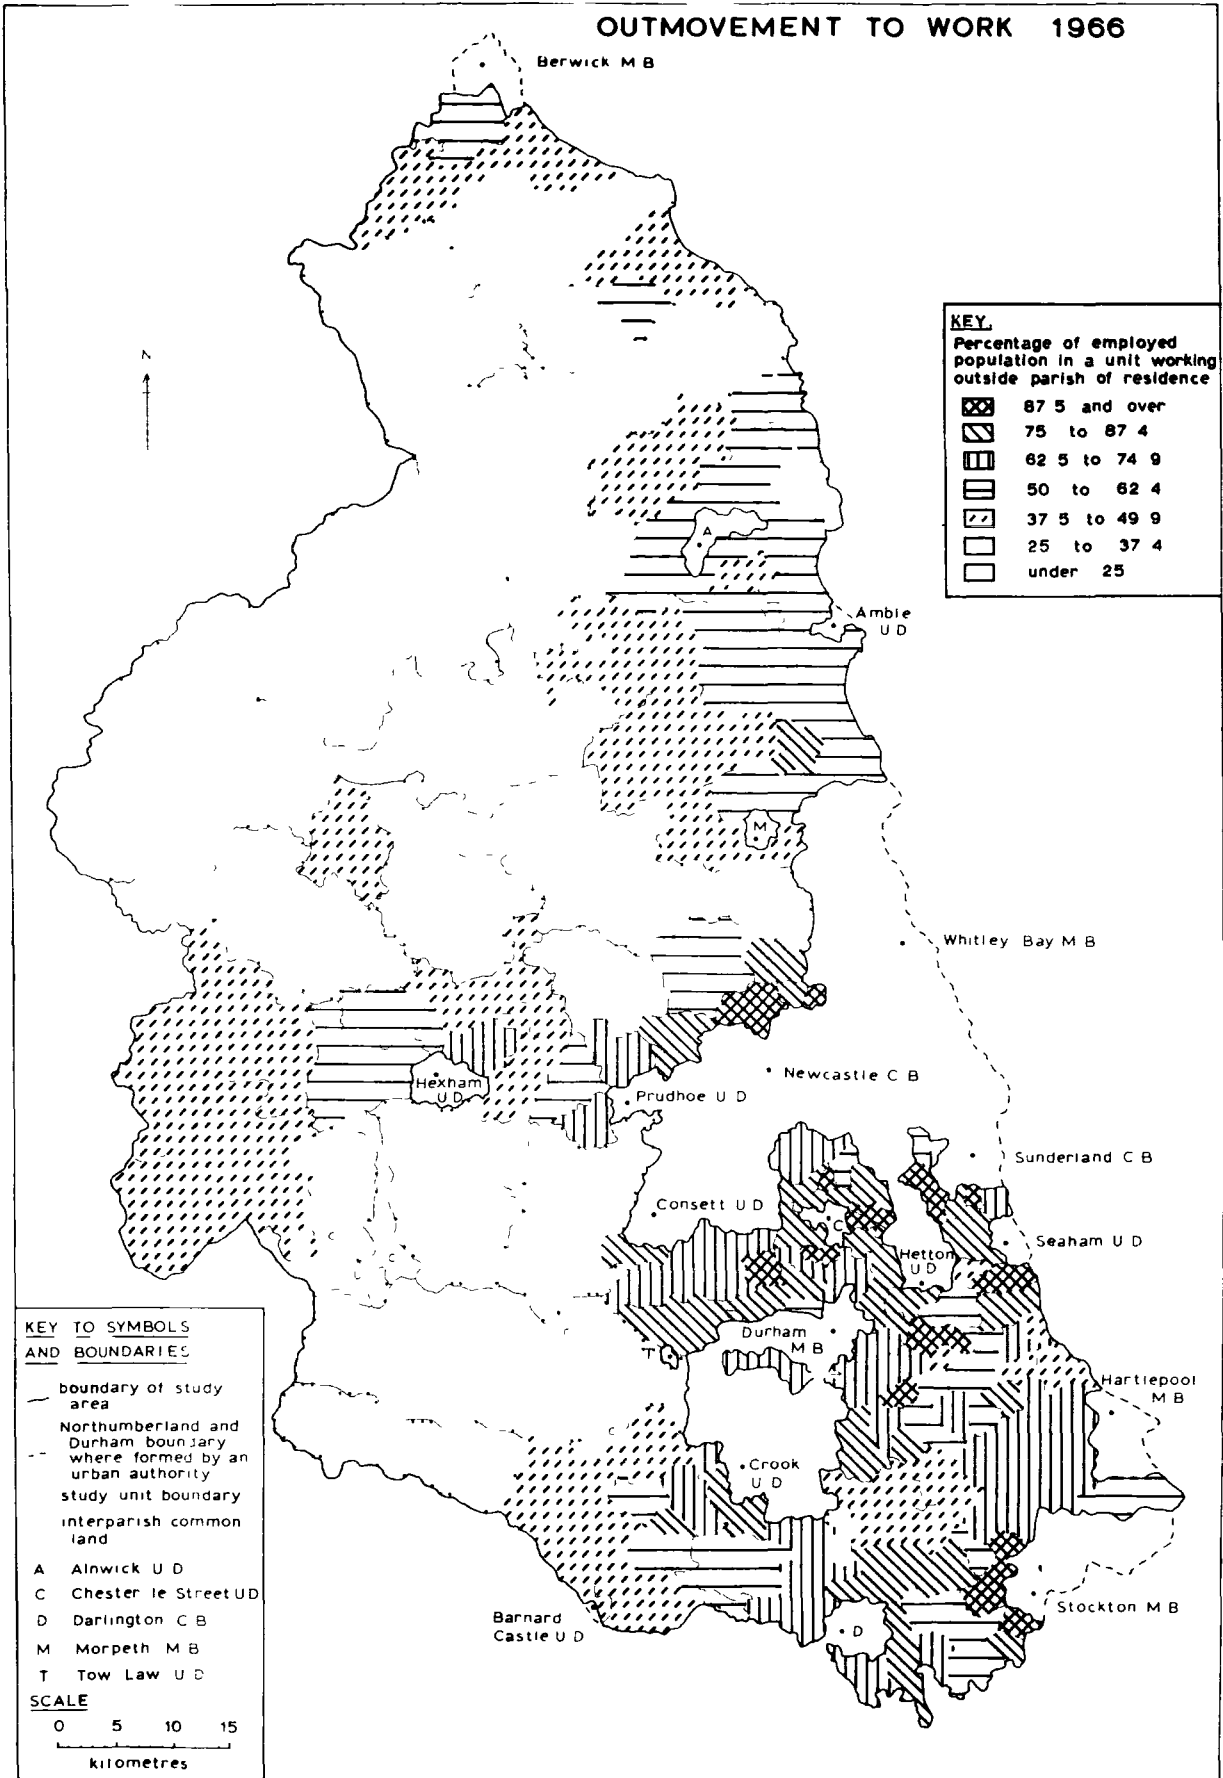 OUTMOVEMENT TO WORK 1966
Berwick M B
N
KEY.
Percentage of employed
population in a unit working
outside parish of residence
87 5 and over
75 to 87 4
62 5 to 74 9
50 to 62 4
37 5 to 49 9
25 to 37 4
under 25
A
Amble
U D
M
Whitley Bay M B
Newcastle C B
Hexham
U D
Prudhoe U D
Sunderland C B
Consett U D
C
Seaham U D
Hetton
U D
Durham
M B
T
Hartlepool
M B
Crook
U D
Stockton M B
Barnard
Castle U D
D
KEY TO SYMBOLS
AND BOUNDARIES
boundary of study
area
Northumberland and
Durham boundary
where formed by an
urban authority
study unit boundary
interparish common
land
A Alnwick U D
C Chester le Street U D
D Darlington C B
M Morpeth M B
T Tow Law U D
SCALE
0 5 10 15
kilometres